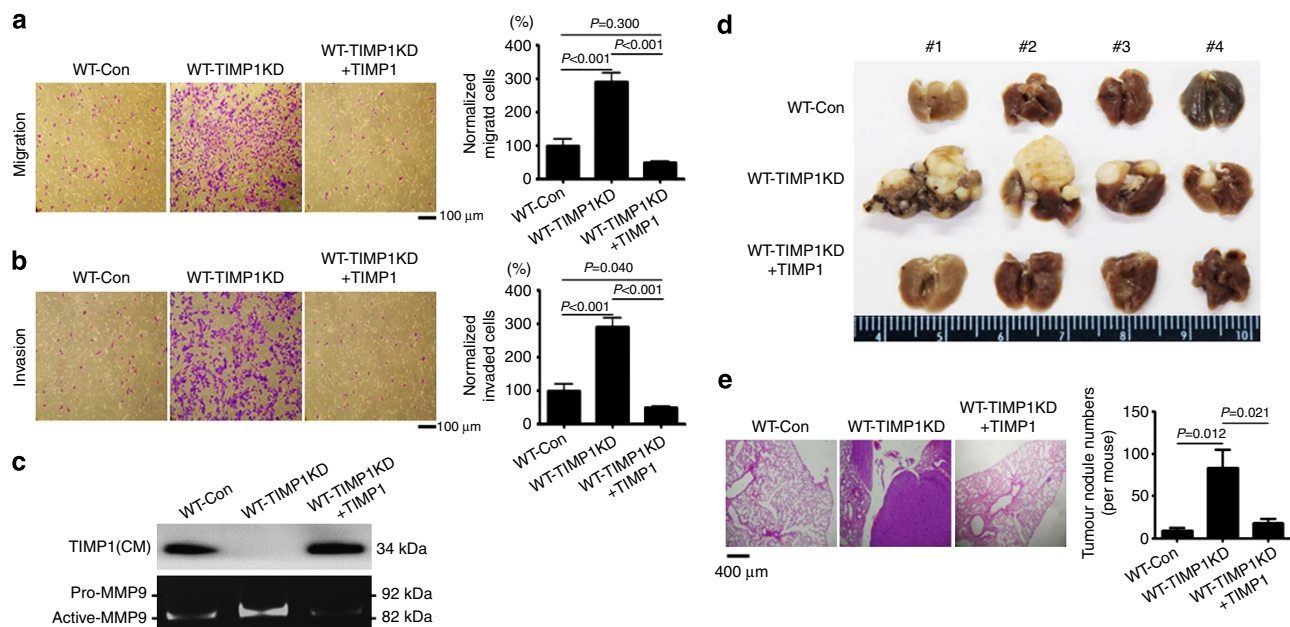 a
WT-Con
WT-TIMP1KD
WT-TIMP1KD
+TIMP1
Migration
100 µm
(%)
P=0.300
P<0.001
P<0.001
400
300
200
100
0
Normalized
migratd cells
WT-Con
WT-TIMP1KD
WT-TIMP1KD
+TIMP1
b
WT-Con
WT-TIMP1KD
WT-TIMP1KD
+TIMP1
Invasion
100 µm
(%)
P=0.040
P<0.001
P<0.001
400
300
200
100
0
Normalized
invaded cells
WT-Con
WT-TIMP1KD
WT-TIMP1KD
+TIMP1
c
WT-Con
WT-TIMP1KD
WT-TIMP1KD
+TIMP1
TIMP1(CM)
34 kDa
Pro-MMP9
92 kDa
Active-MMP9
82 kDa
d
#1 #2 #3 #4
WT-Con
WT-TIMP1KD
WT-TIMP1KD
+TIMP1
4 5 6 7 8 9 10
e
WT-Con
WT-TIMP1KD
WT-TIMP1KD
+TIMP1
400 µm
Tumour nodule numbers
(per mouse)
150
100
50
0
P=0.021
P=0.012
WT-Con
WT-TIMP1KD
WT-TIMP1KD
+TIMP1